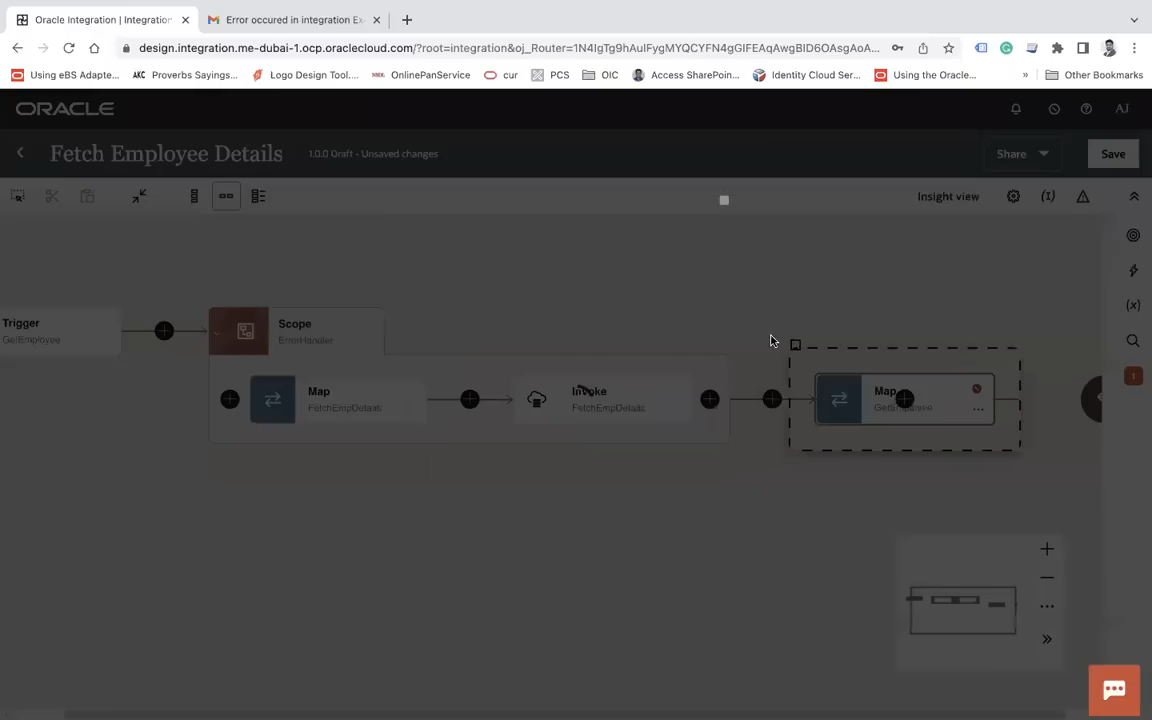 Oracle Integration | Integration
Error occured in integration Ex
design.integration.me-dubai-1.ocp.oraclecloud.com/?root=integration&oj_Router=1N4IgTg9hAuIFygMYQCYFN4gGIFEAqAwgBID6OAsgAoA...
Using eBS Adapte...
Proverbs Sayings...
Logo Design Tool....
OnlinePanService
cur
PCS
OIC
Access SharePoin...
Identity Cloud Ser...
Using the Oracle...
»
Other Bookmarks
ORACLE
AJ
Fetch Employee Details
1.0.0 Draft - Unsaved changes
Share
Save
Insight view
Trigger
GetEmployee
Scope
ErrorHandler
Map
FetchEmpDetails
Invoke
FetchEmpDetails
Map
GetEmployee
1